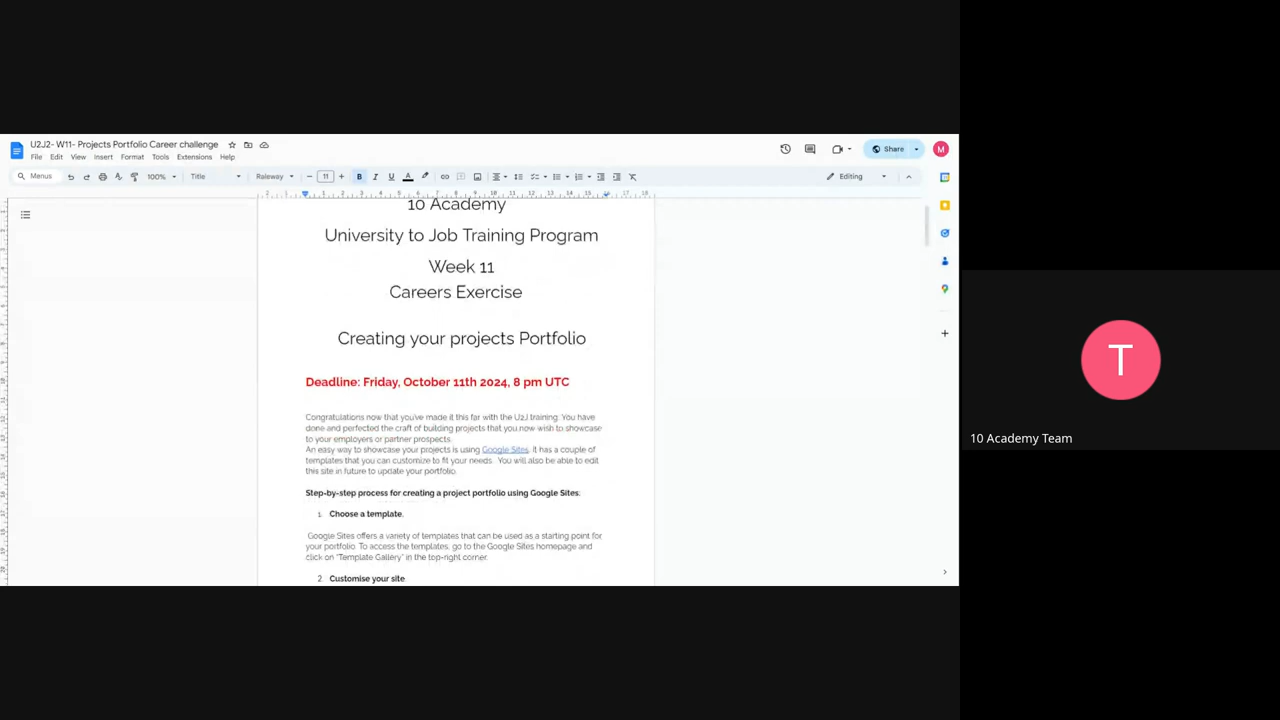 U2J2- W11- Projects Portfolio Career challenge
File Edit View Insert Format Tools Extensions Help
Share
M
Menus
100%
Title
Raleway
11
B I U A
Editing
10 Academy
University to Job Training Program
Week 11
Careers Exercise
Creating your projects Portfolio
Deadline: Friday, October 11th 2024, 8 pm UTC
Congratulations now that you've made it this far with the U2J training. You have
done and perfected the craft of building projects that you now wish to showcase
to your employers or partner prospects.
An easy way to showcase your projects is using Google Sites. It has a couple of
templates that you can customize to fit your needs. You will also be able to edit
this site in future to update your portfolio.
Step-by-step process for creating a project portfolio using Google Sites:
1. Choose a template.
Google Sites offers a variety of templates that can be used as a starting point for
your portfolio. To access the templates, go to the Google Sites homepage and
click on "Template Gallery" in the top-right corner.
2. Customise your site
T
10 Academy Team